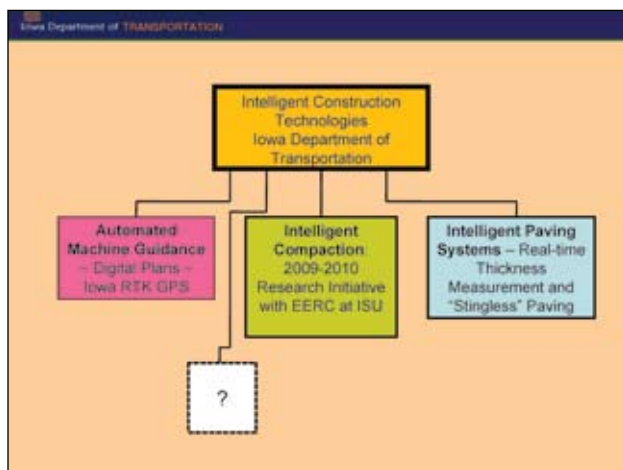 Iowa Department of TRANSPORTATION
Intelligent Construction
Technologies
Iowa Department of
Transportation
Automated
Machine Guidance
– Digital Plans –
Iowa RTK GPS
Intelligent
Compaction:
2009-2010
Research Initiative
with EERC at ISU
Intelligent Paving
Systems – Real-time
Thickness
Measurement and
“Stingless” Paving
?